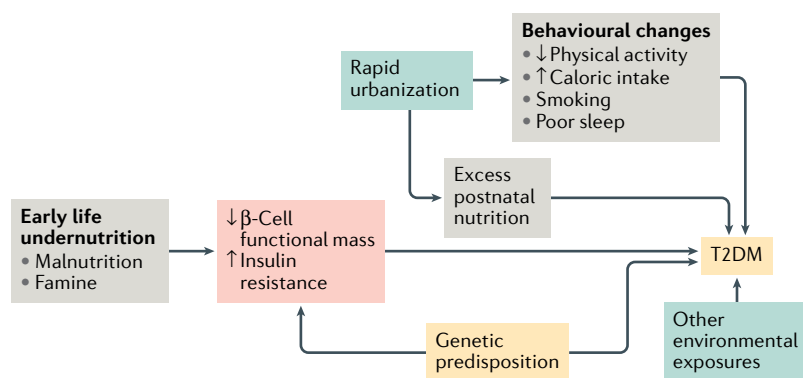 Rapid
urbanization
Behavioural changes
• ↓Physical activity
• ↑Caloric intake
• Smoking
• Poor sleep
Excess
postnatal
nutrition
Early life
undernutrition
• Malnutrition
• Famine
↓β-Cell
functional mass
↑Insulin
resistance
T2DM
Genetic
predisposition
Other
environmental
exposures